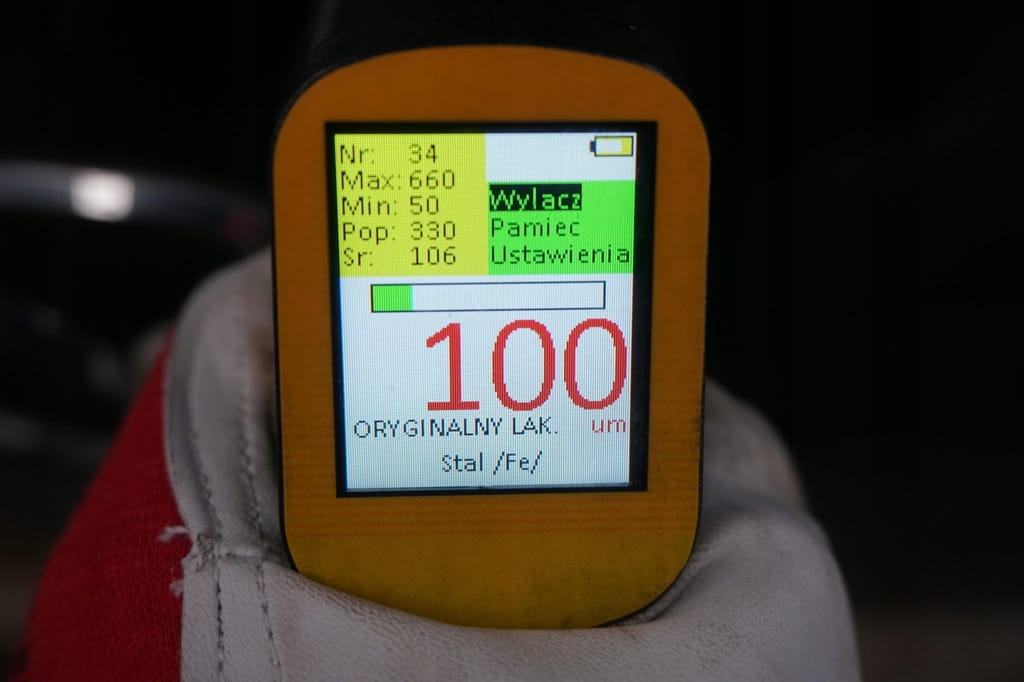 Nr: 34
Max: 660
Min: 50
Pop: 330
Sr: 106
Wylacz
Pamiec
Ustawienia
100
ORYGINALNY LAK. um
Stal /Fe/